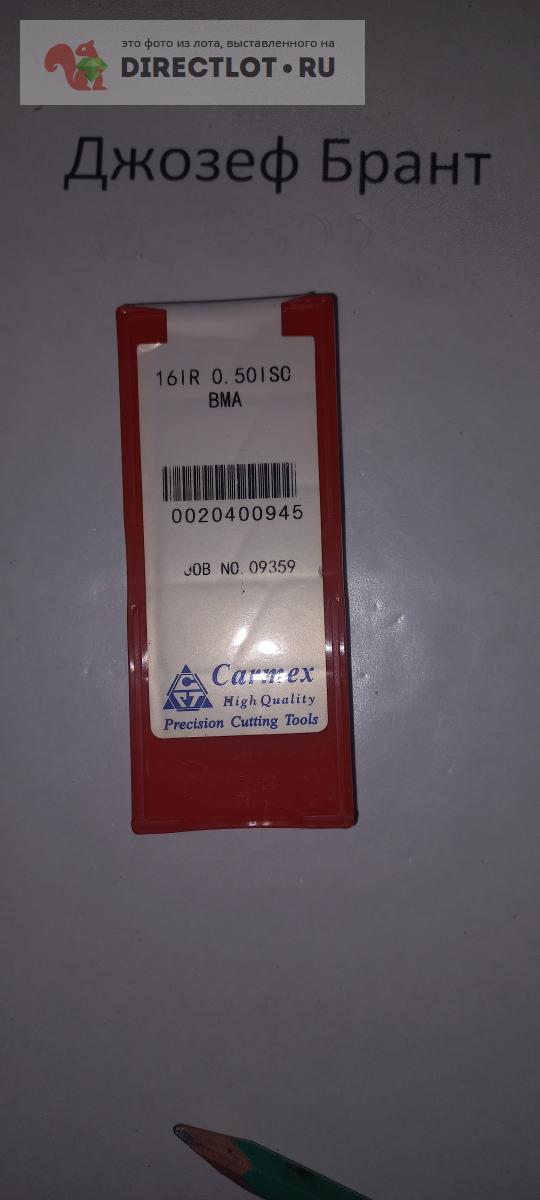 это фото из лота, выставленного на
DIRECTLOT.RU
Джозеф Брант
16IR 0.50ISO
BMA
0020400945
JOB NO. 09359
Carmex
High Quality
Precision Cutting Tools